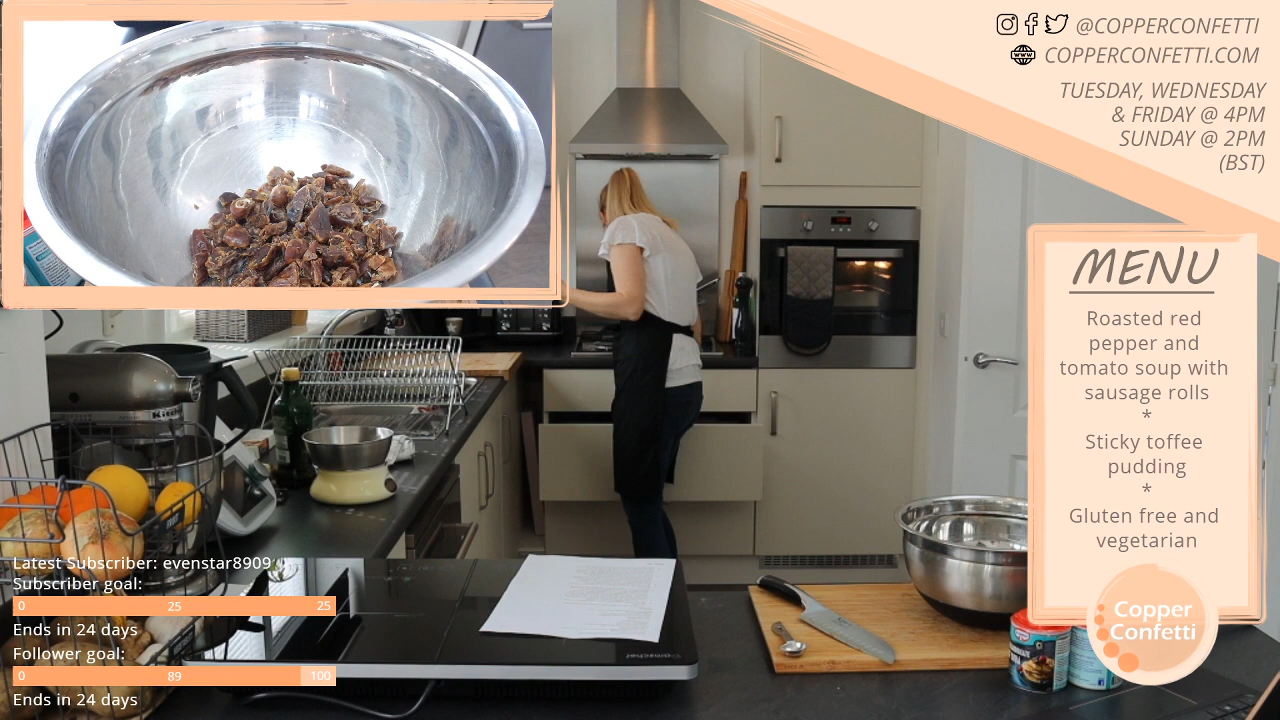 @COPPERCONFETTI
COPPERCONFETTI.COM
TUESDAY, WEDNESDAY
& FRIDAY @ 4PM
SUNDAY @ 2PM
(BST)
MENU
Roasted red
pepper and
tomato soup with
sausage rolls
*
Sticky toffee
pudding
*
Gluten free and
vegetarian
Copper
Confetti
Latest Subscriber: evenstar8909
Subscriber goal:
0 25 25
Ends in 24 days
Follower goal:
0 89 100
Ends in 24 days